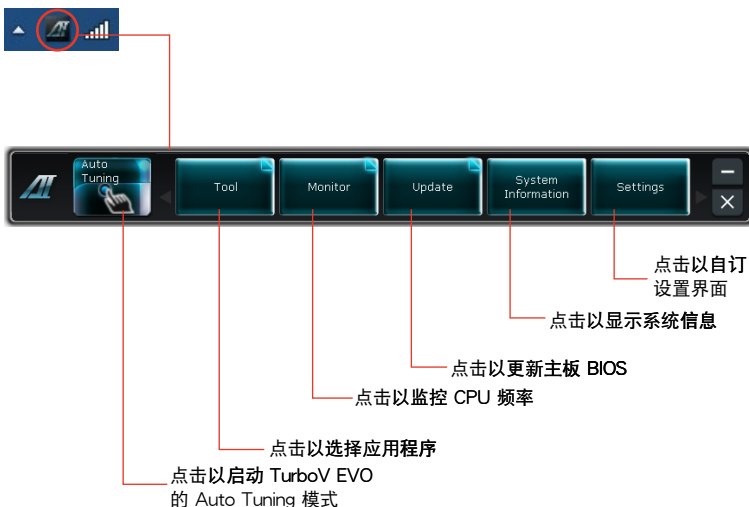 Auto
Tuning
Tool
Monitor
Update
System
Information
Settings
点击以自订
设置界面
点击以显示系统信息
点击以更新主板 BIOS
点击以监控 CPU 频率
点击以选择应用程序
点击以启动 TurboV EVO
的 Auto Tuning 模式